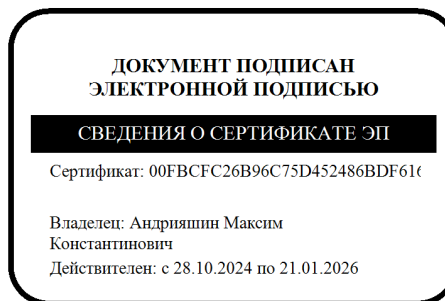 ДОКУМЕНТ ПОДПИСАН
ЭЛЕКТРОННОЙ ПОДПИСЬЮ
СВЕДЕНИЯ О СЕРТИФИКАТЕ ЭП
Сертификат: 00FBCFC26B96C75D452486BDF616
Владелец: Андрияшин Максим
Константинович
Действителен: с 28.10.2024 по 21.01.2026